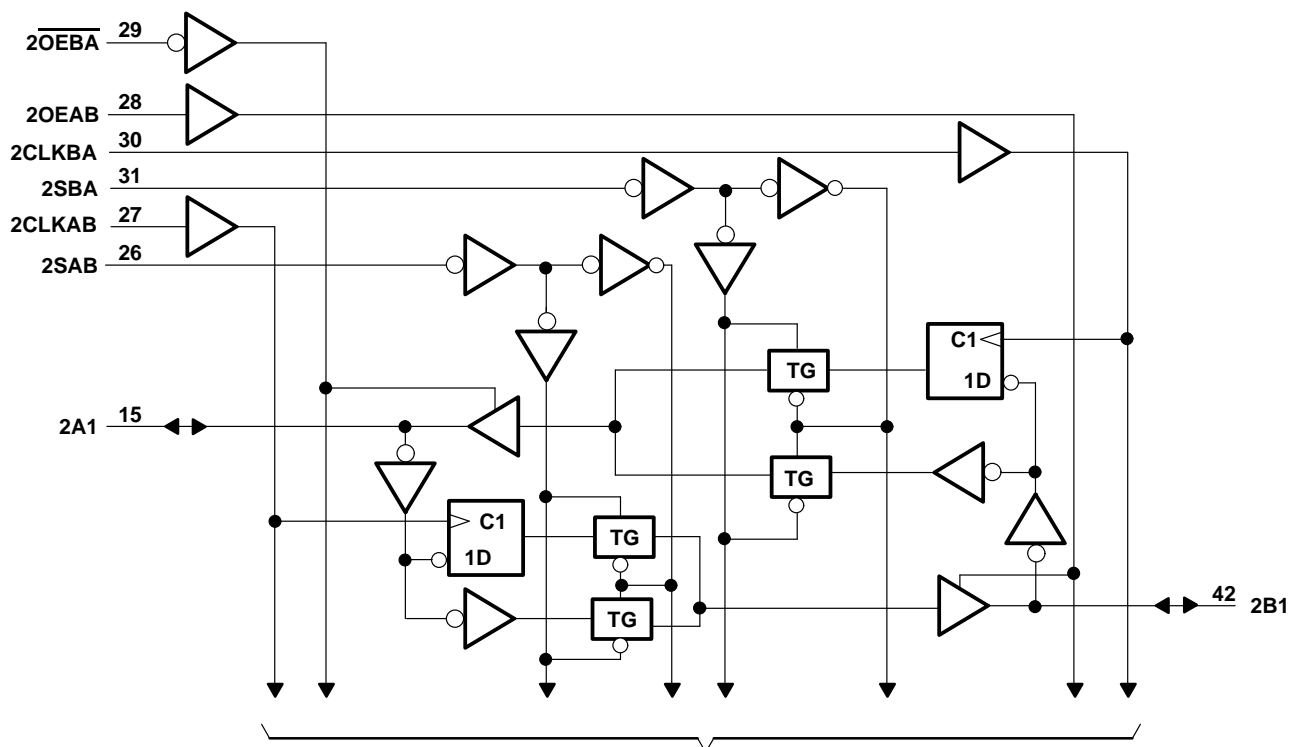 2O̅E̅B̅A̅ 29
2OEAB 28
2CLKBA 30
2SBA 31
2CLKAB 27
2SAB 26
C1
TG
1D
2A1 15
TG
C1
TG
1D
TG
42 2B1